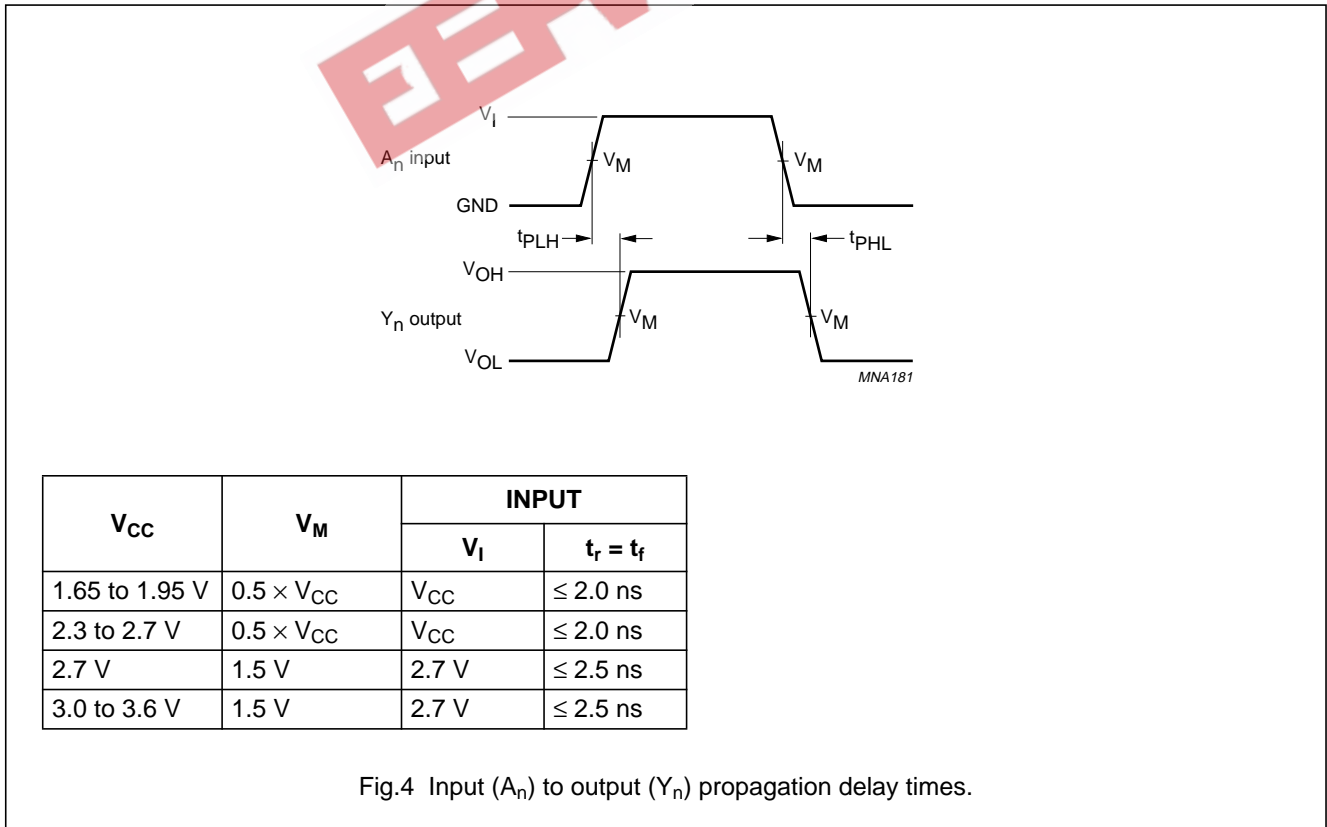 V_I
A_n input
V_M
V_M
GND
t_PLH
t_PHL
V_OH
Y_n output
V_M
V_M
V_OL
MNA181
V_CC V_M INPUT
V_I t_r = t_f
1.65 to 1.95 V 0.5 × V_CC V_CC ≤ 2.0 ns
2.3 to 2.7 V 0.5 × V_CC V_CC ≤ 2.0 ns
2.7 V 1.5 V 2.7 V ≤ 2.5 ns
3.0 to 3.6 V 1.5 V 2.7 V ≤ 2.5 ns
Fig.4 Input (A_n) to output (Y_n) propagation delay times.